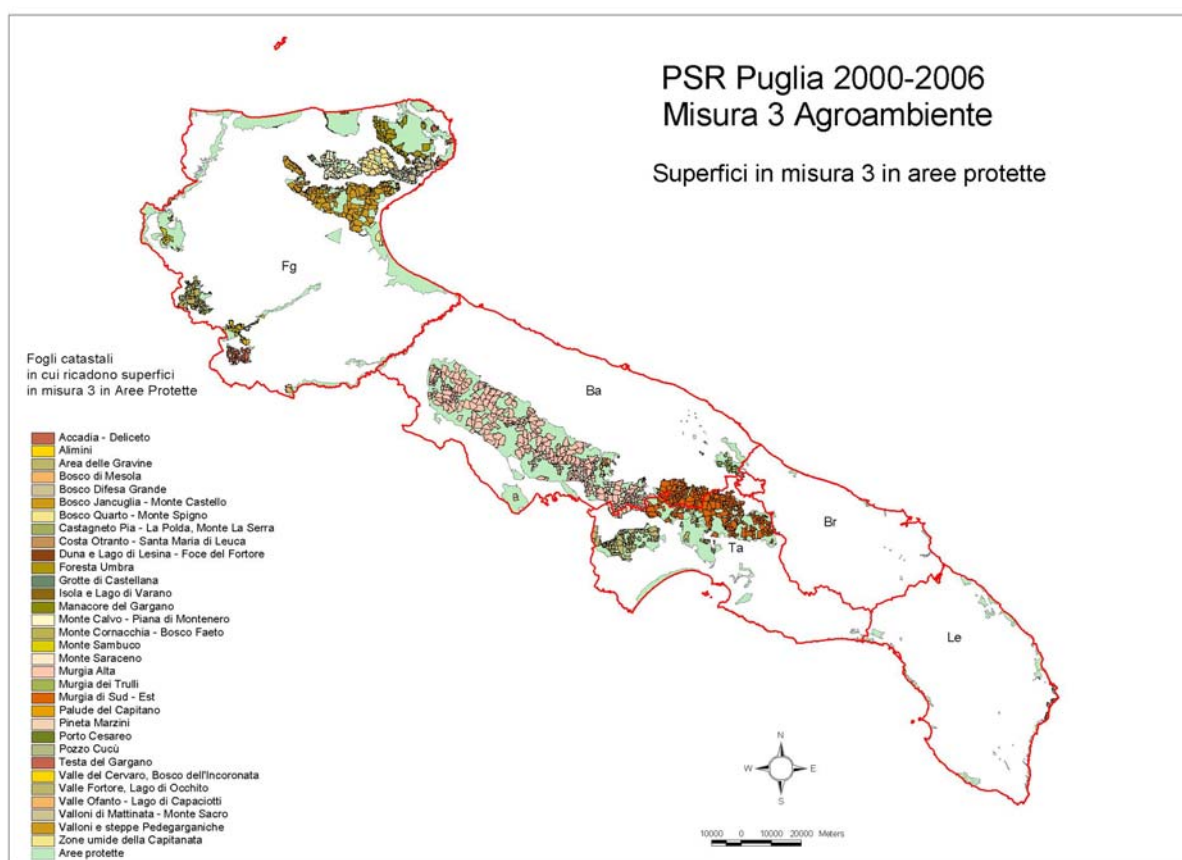 PSR Puglia 2000-2006
Misura 3 Agroambiente
Superfici in misura 3 in aree protette
Fg
Ba
Br
Ta
Le
a
Fogli catastali
in cui ricadono superfici
in misura 3 in Aree Protette
Accadia - Deliceto
Alimini
Area delle Gravine
Bosco di Mesola
Bosco Difesa Grande
Bosco Jancuglia - Monte Castello
Bosco Quarto - Monte Spigno
Castagneto Pia - La Polda, Monte La Serra
Costa Otranto - Santa Maria di Leuca
Duna e Lago di Lesina - Foce del Fortore
Foresta Umbra
Grotte di Castellana
Isola e Lago di Varano
Manacore del Gargano
Monte Calvo - Piana di Montenero
Monte Cornacchia - Bosco Faeto
Monte Sambuco
Monte Saraceno
Murgia Alta
Murgia dei Trulli
Murgia di Sud - Est
Palude del Capitano
Pineta Marzini
Porto Cesareo
Pozzo Cucù
Testa del Gargano
Valle del Cervaro, Bosco dell'Incoronata
Valle Fortore, Lago di Occhito
Valle Ofanto - Lago di Capaciotti
Valloni di Mattinata - Monte Sacro
Valloni e steppe Pedegarganiche
Zone umide della Capitanata
Aree protette
N
W E
S
10000 0 10000 20000 Meters